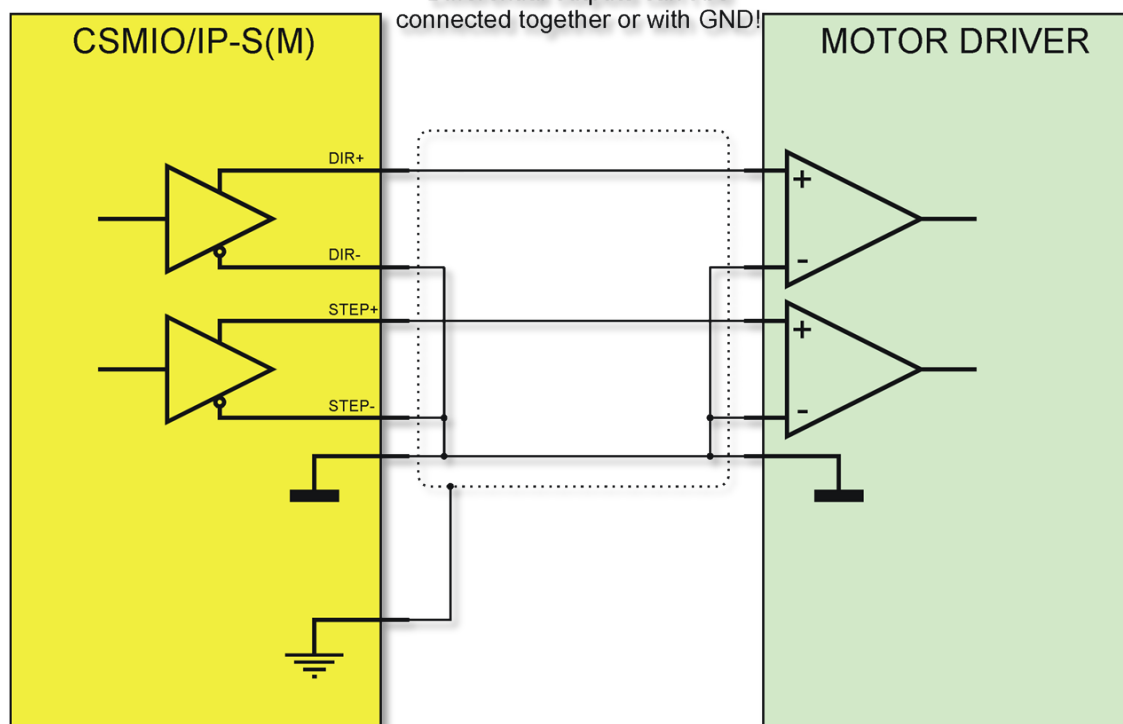 connected together or with GND!
CSMIO/IP-S(M)
MOTOR DRIVER
DIR+
+
DIR-
-
STEP+
+
STEP-
-